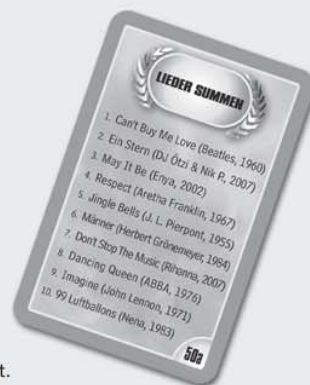 LIEDER SUMMEN
1. Can't Buy Me Love (Beatles, 1960)
2. Ein Stern (DJ Ötzi & Nik P., 2007)
3. May It Be (Enya, 2002)
4. Respect (Aretha Franklin, 1967)
5. Jingle Bells (J. L. Pierpont, 1955)
6. Männer (Herbert Grönemeyer, 1984)
7. Don't Stop The Music (Rihanna, 2007)
8. Dancing Queen (ABBA, 1976)
9. Imagine (John Lennon, 1971)
10. 99 Luftballons (Nena, 1983)
50a
t.